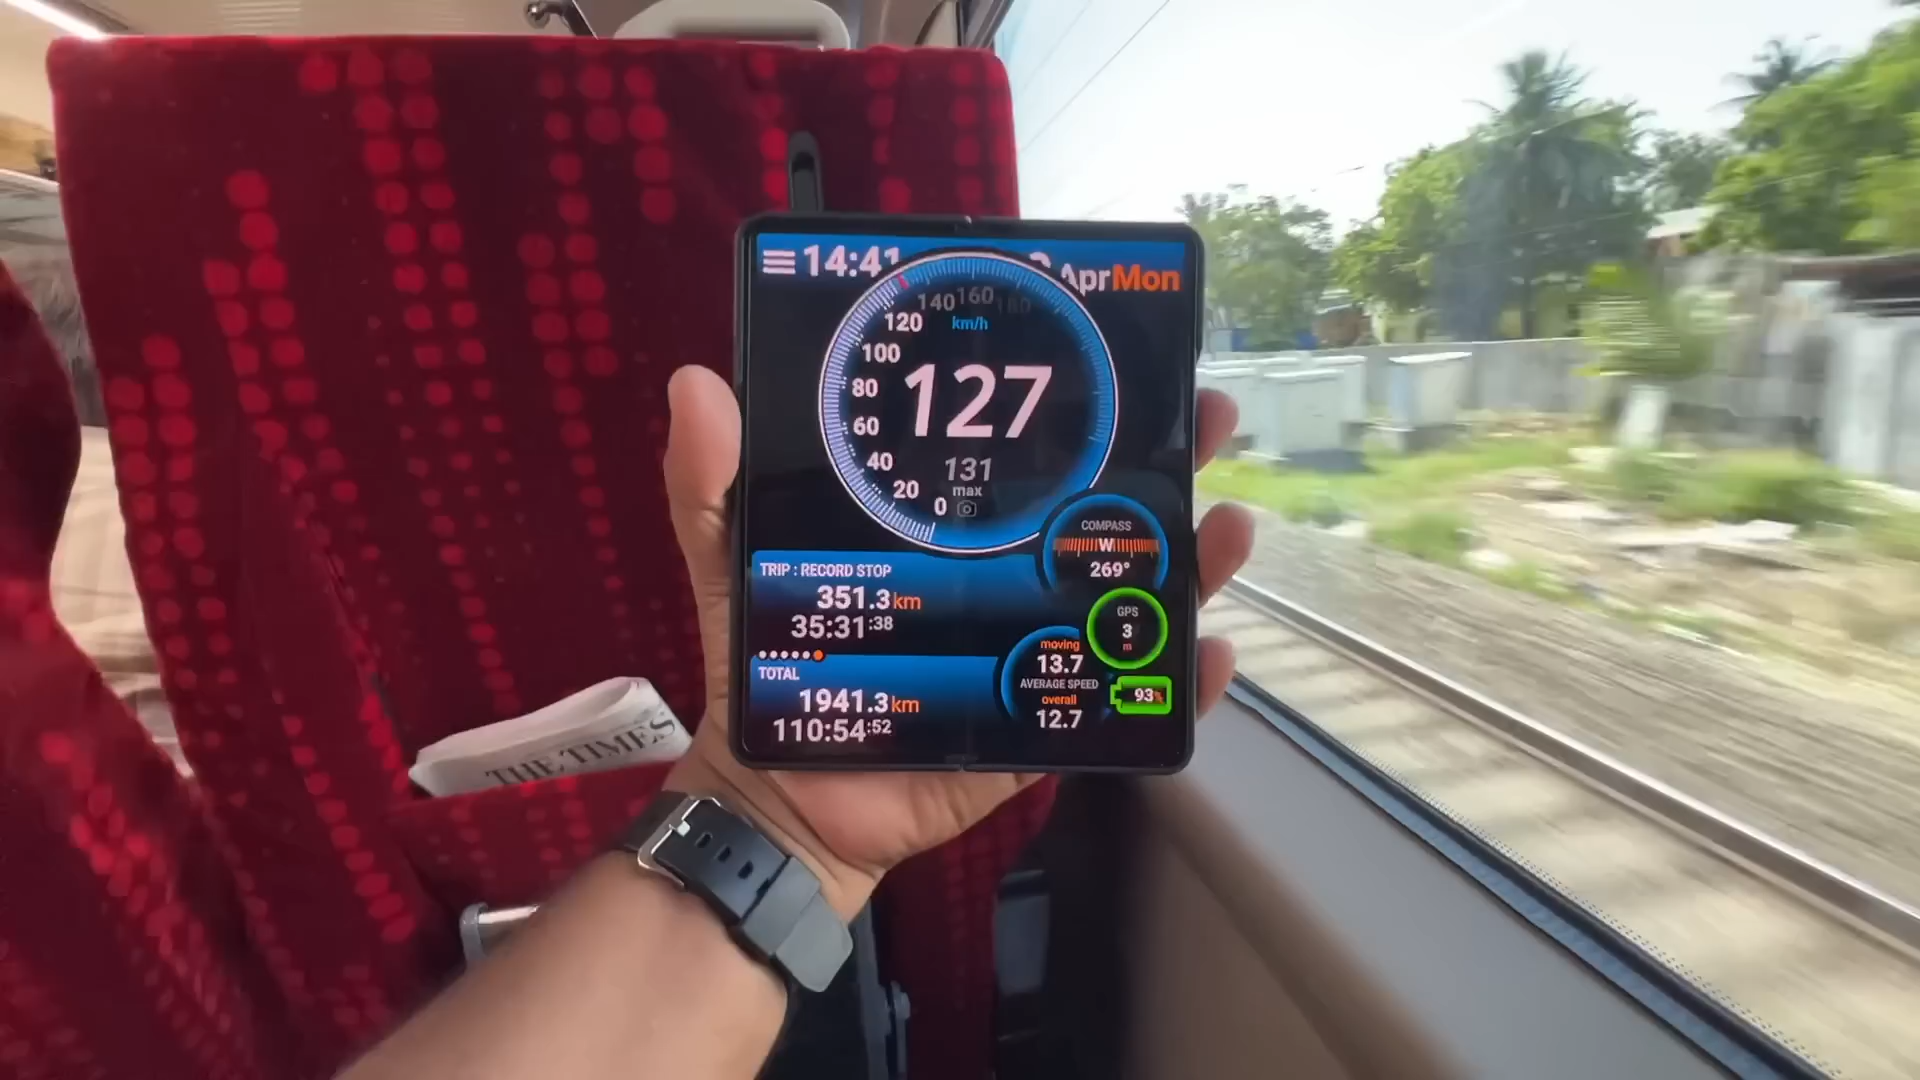 14:41
Apr Mon
140 160 180
120
km/h
100
80
127
60
40
131
20
max
0
COMPASS
W
269°
TRIP : RECORD STOP
351.3km
35:31:38
GPS
3
m
moving
13.7
AVERAGE SPEED
overall
12.7
93%
TOTAL
1941.3km
110:54:52
THE TIMES